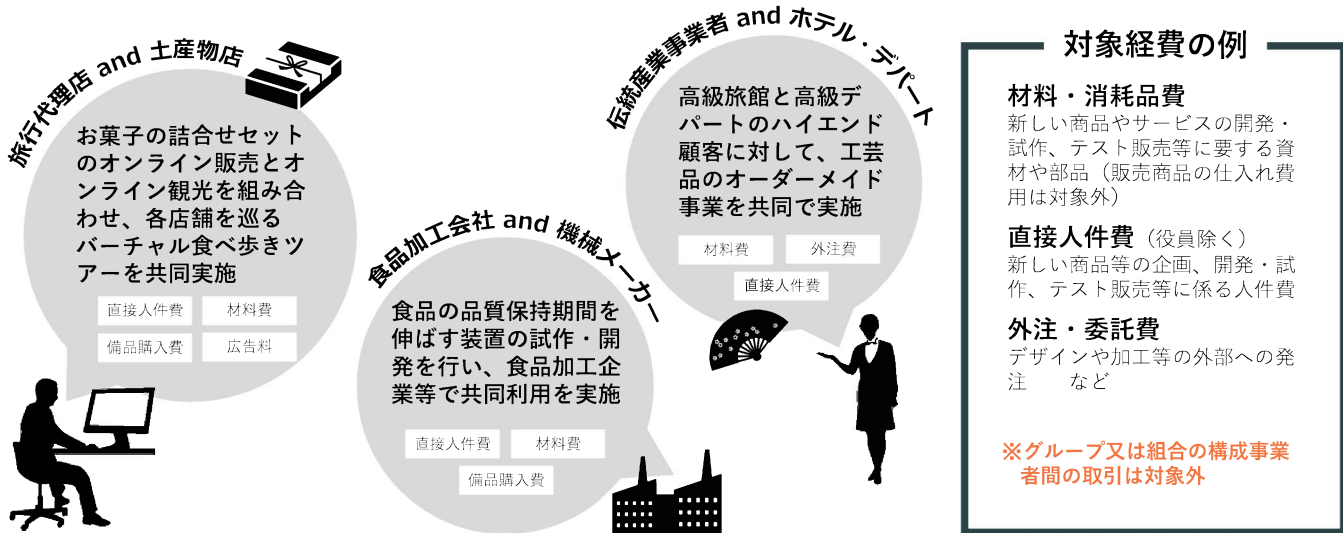 旅行代理店 and 土産物店
お菓子の詰合せセット
のオンライン販売とオ
ンライン観光を組み合
わせ、各店舗を巡る
バーチャル食べ歩きツ
アーを共同実施
直接人件費
材料費
備品購入費
広告料
食品加工会社 and 機械メーカー
食品の品質保持期間を
伸ばす装置の試作・開
発を行い、食品加工企
業等で共同利用を実施
直接人件費
材料費
備品購入費
伝統産業事業者 and ホテル・デパート
高級旅館と高級デ
パートのハイエンド
顧客に対して、工芸
品のオーダーメイド
事業を共同で実施
材料費
外注費
直接人件費
対象経費の例
材料・消耗品費
新しい商品やサービスの開発・
試作、テスト販売等に要する資
材や部品（販売商品の仕入れ費
用は対象外）
直接人件費（役員除く）
新しい商品等の企画、開発・試
作、テスト販売等に係る人件費
外注・委託費
デザインや加工等の外部への発
注　　など
※グループ又は組合の構成事業
者間の取引は対象外